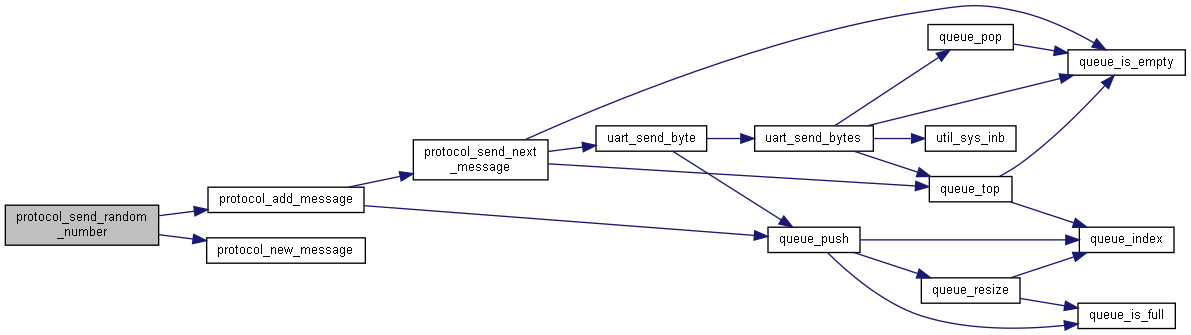 protocol_send_random
_number
protocol_add_message
protocol_new_message
protocol_send_next
_message
uart_send_byte
uart_send_bytes
queue_pop
queue_is_empty
util_sys_inb
queue_top
queue_push
queue_index
queue_resize
queue_is_full